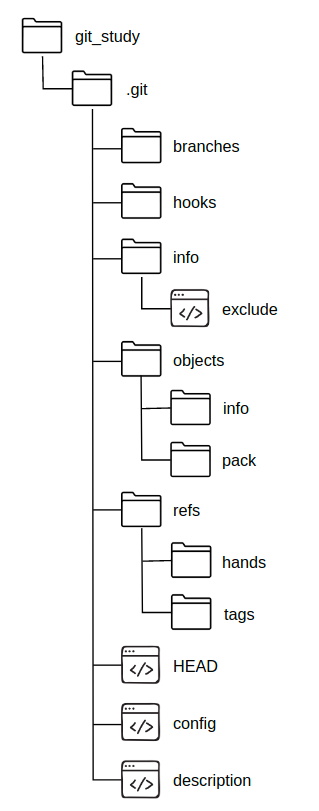 git_study
.git
branches
hooks
info
exclude
objects
info
pack
refs
hands
tags
HEAD
config
description